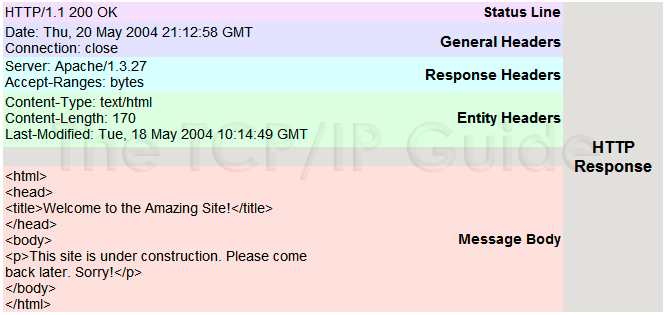 HTTP/1.1 200 OK Status Line
Date: Thu, 20 May 2004 21:12:58 GMT
Connection: close
General Headers
Server: Apache/1.3.27
Accept-Ranges: bytes
Response Headers
Content-Type: text/html
Content-Length: 170
Last-Modified: Tue, 18 May 2004 10:14:49 GMT
Entity Headers
The TCP/IP Guide
<html>
<head>
<title>Welcome to the Amazing Site!</title>
</head>
<body>
<p>This site is under construction. Please come
back later. Sorry!</p>
</body>
</html>
Message Body
HTTP
Response